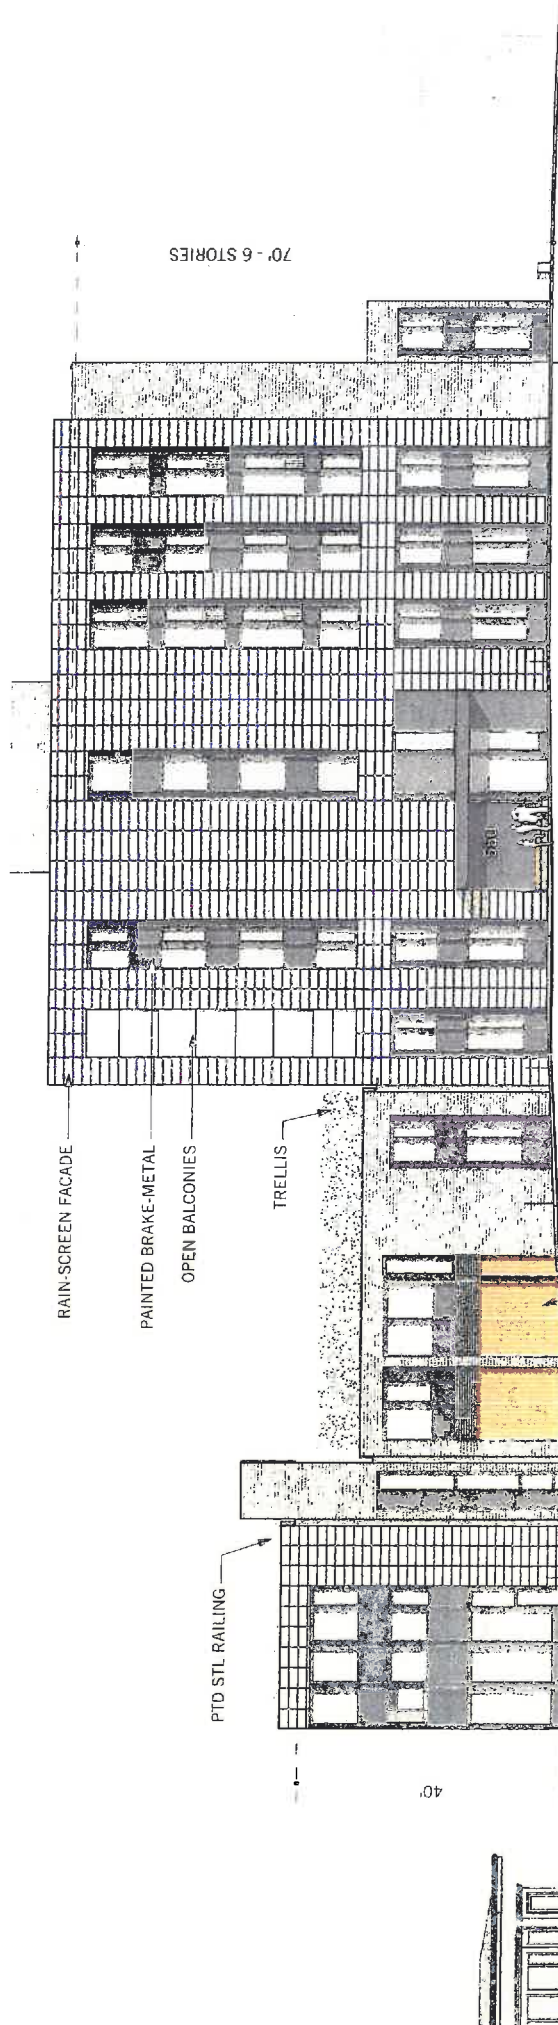 70' - 6 STORIES
RAIN-SCREEN FACADE
PAINTED BRAKE-METAL
OPEN BALCONIES
TRELLIS
PTD STL RAILING
40'